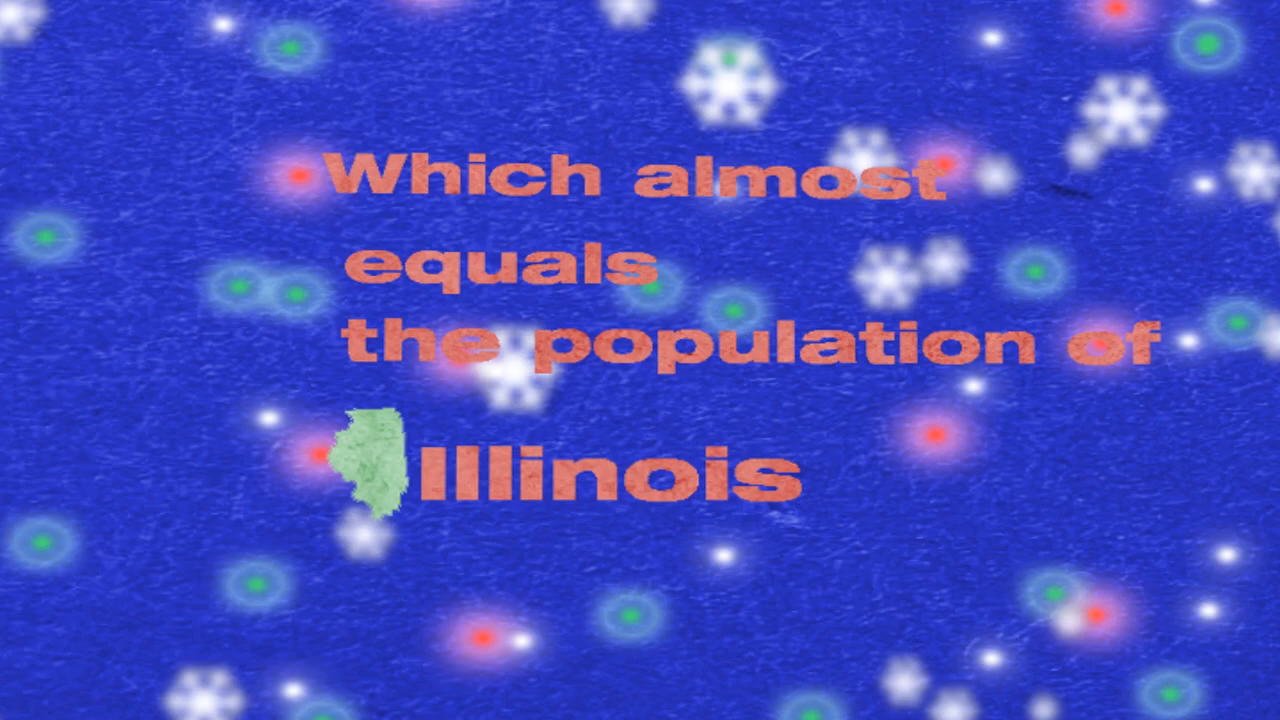 Which almost
equals
the population of
Illinois